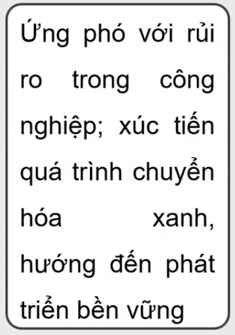 Ứng phó với rủi
ro trong công
nghiệp; xúc tiến
quá trình chuyển
hóa xanh,
hướng đến phát
triển bền vững